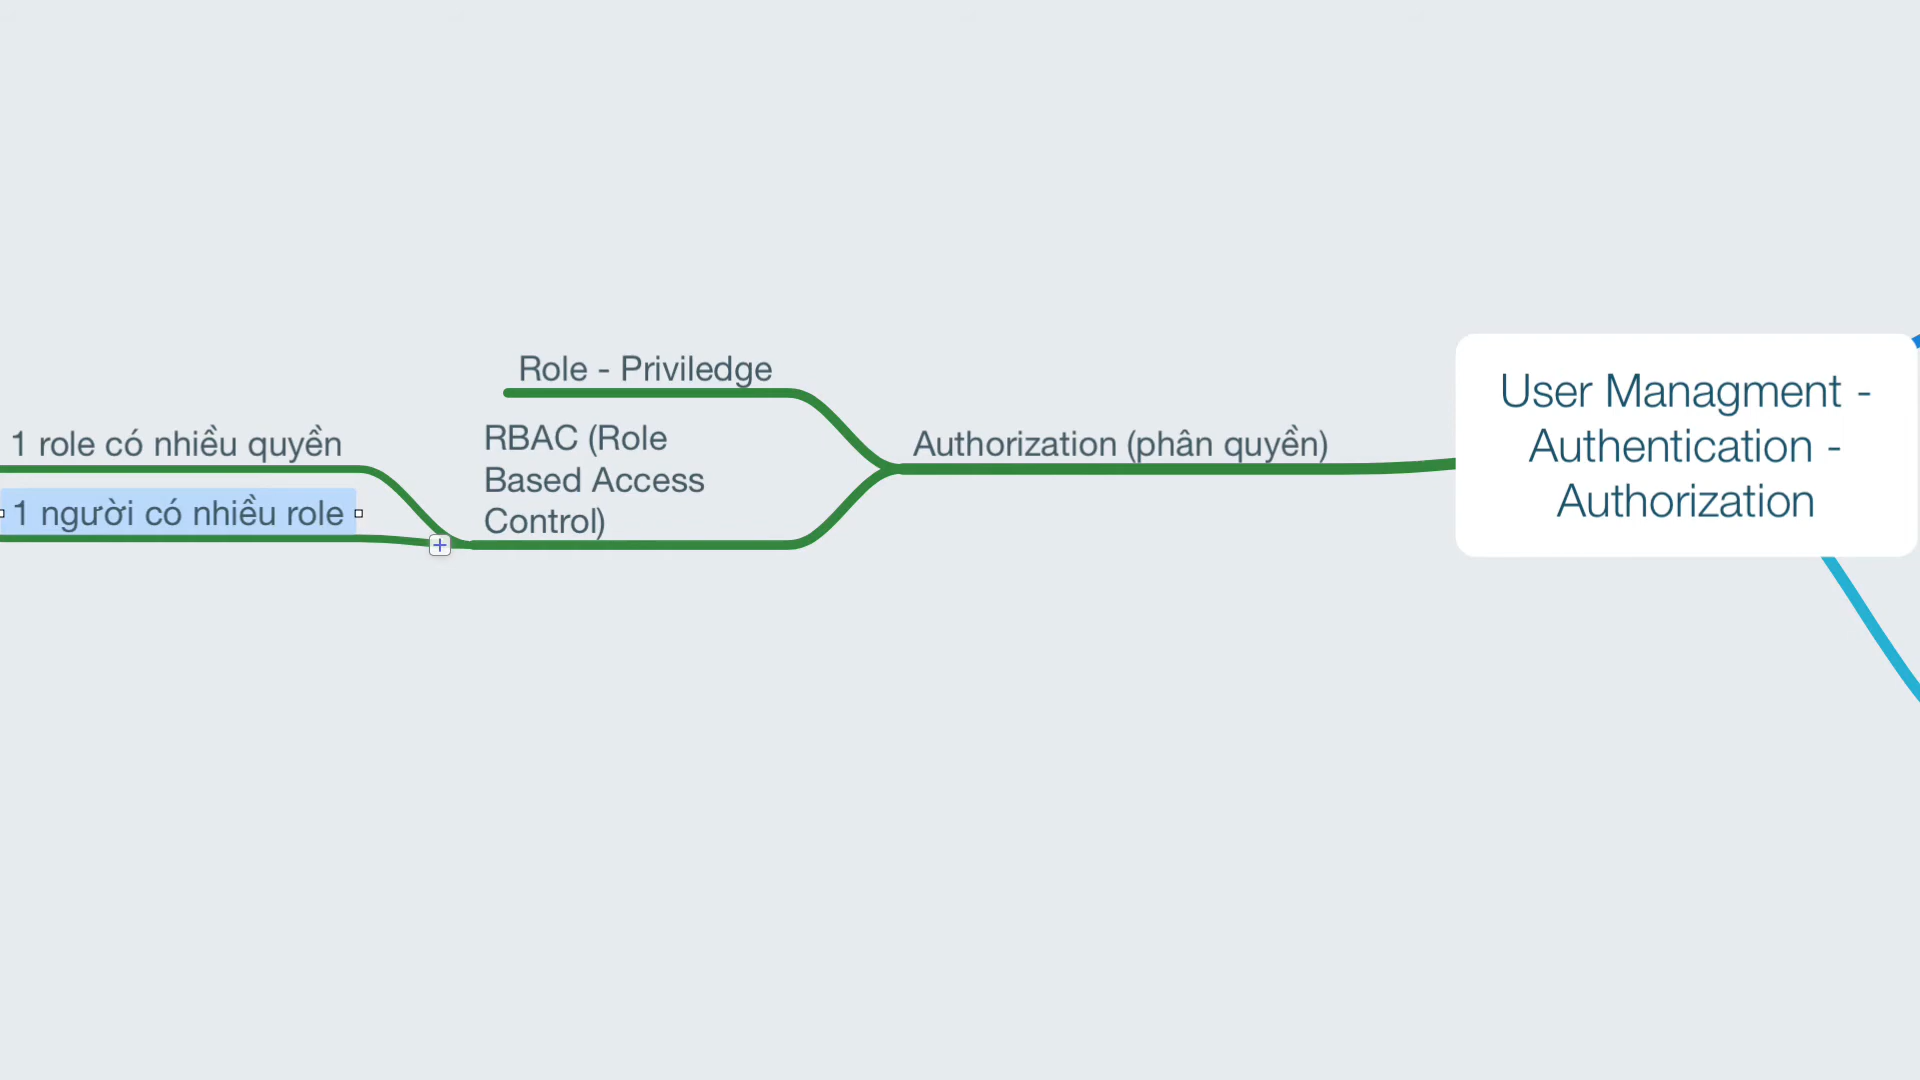 Role - Priviledge
RBAC (Role
Based Access
Control)
1 role có nhiều quyền
1 người có nhiều role
Authorization (phân quyền)
User Managment -
Authentication -
Authorization